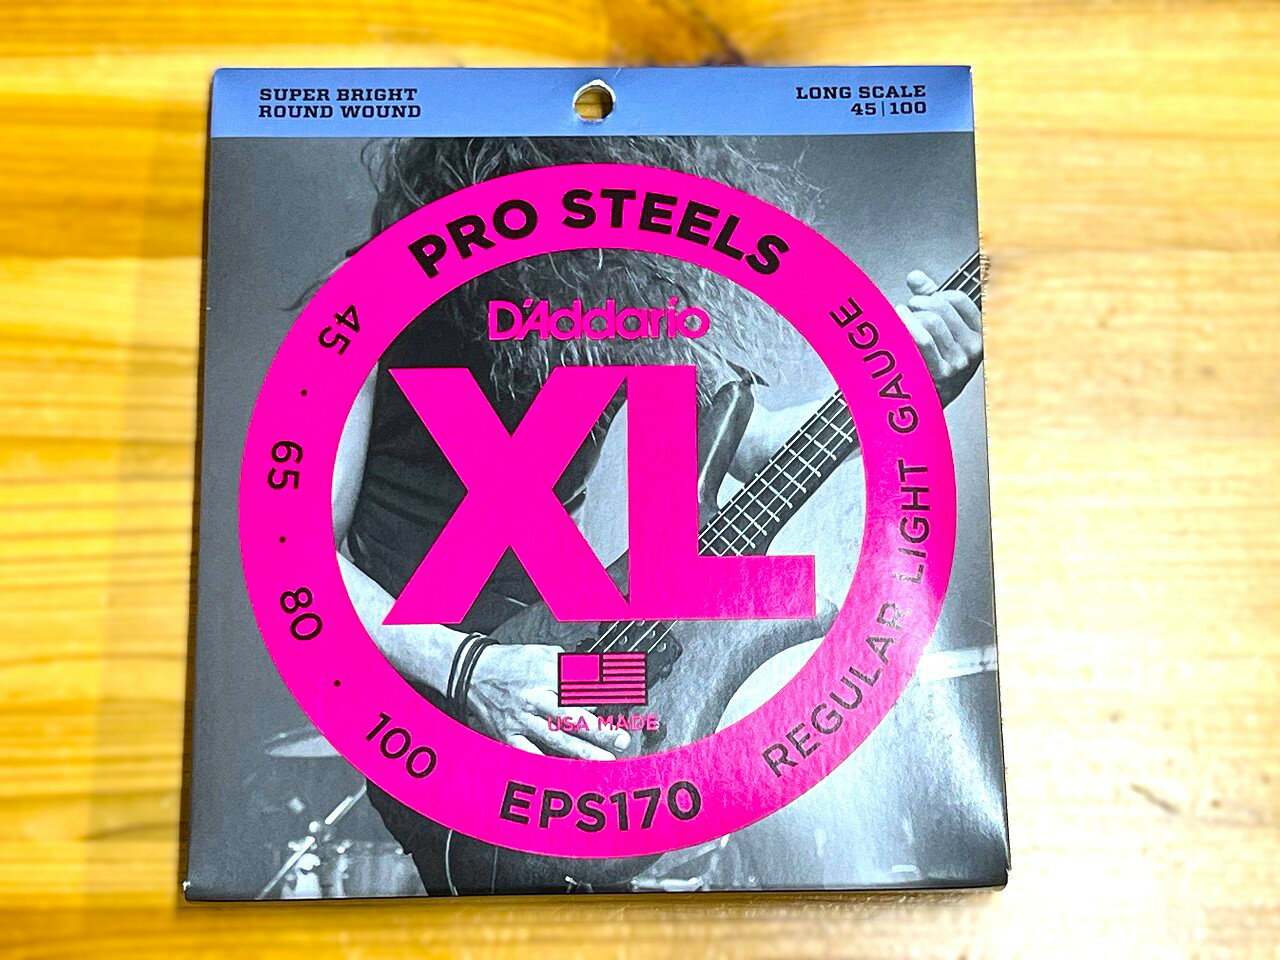 SUPER BRIGHT
ROUND WOUND
LONG SCALE
45|100
PRO STEELS
D'Addario
XL
45 · 65 · 80 · 100
REGULAR LIGHT GAUGE
USA MADE
EPS170